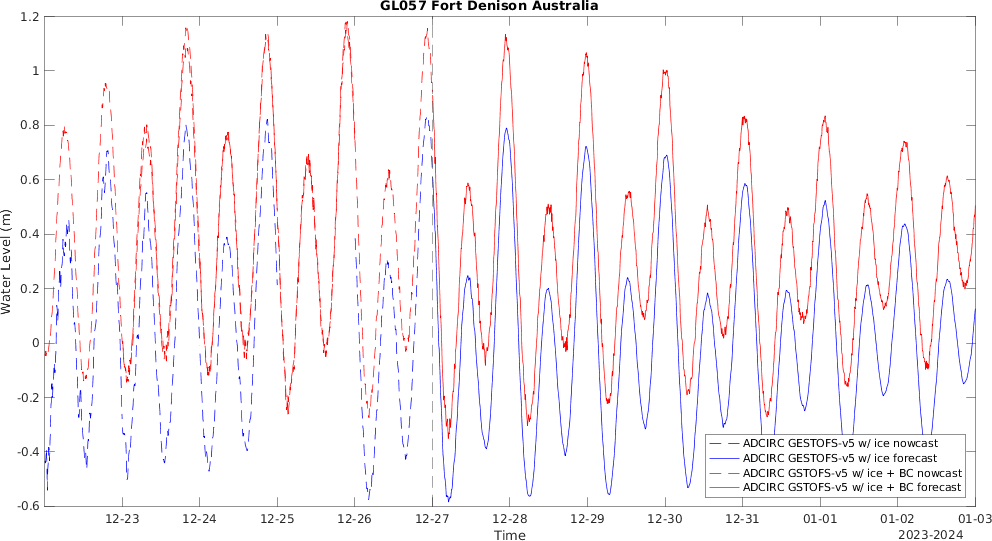 GL057 Fort Denison Australia
1.2
1
0.8
0.6
0.4
0.2
0
-0.2
-0.4
-0.6
Water Level (m)
ADCIRC GESTOFS-v5 w/ ice nowcast
ADCIRC GESTOFS-v5 w/ ice forecast
ADCIRC GSTOFS-v5 w/ ice + BC nowcast
ADCIRC GSTOFS-v5 w/ ice + BC forecast
12-23 12-24 12-25 12-26 12-27 12-28 12-29 12-30 12-31 01-01 01-02 01-03
Time
2023-2024